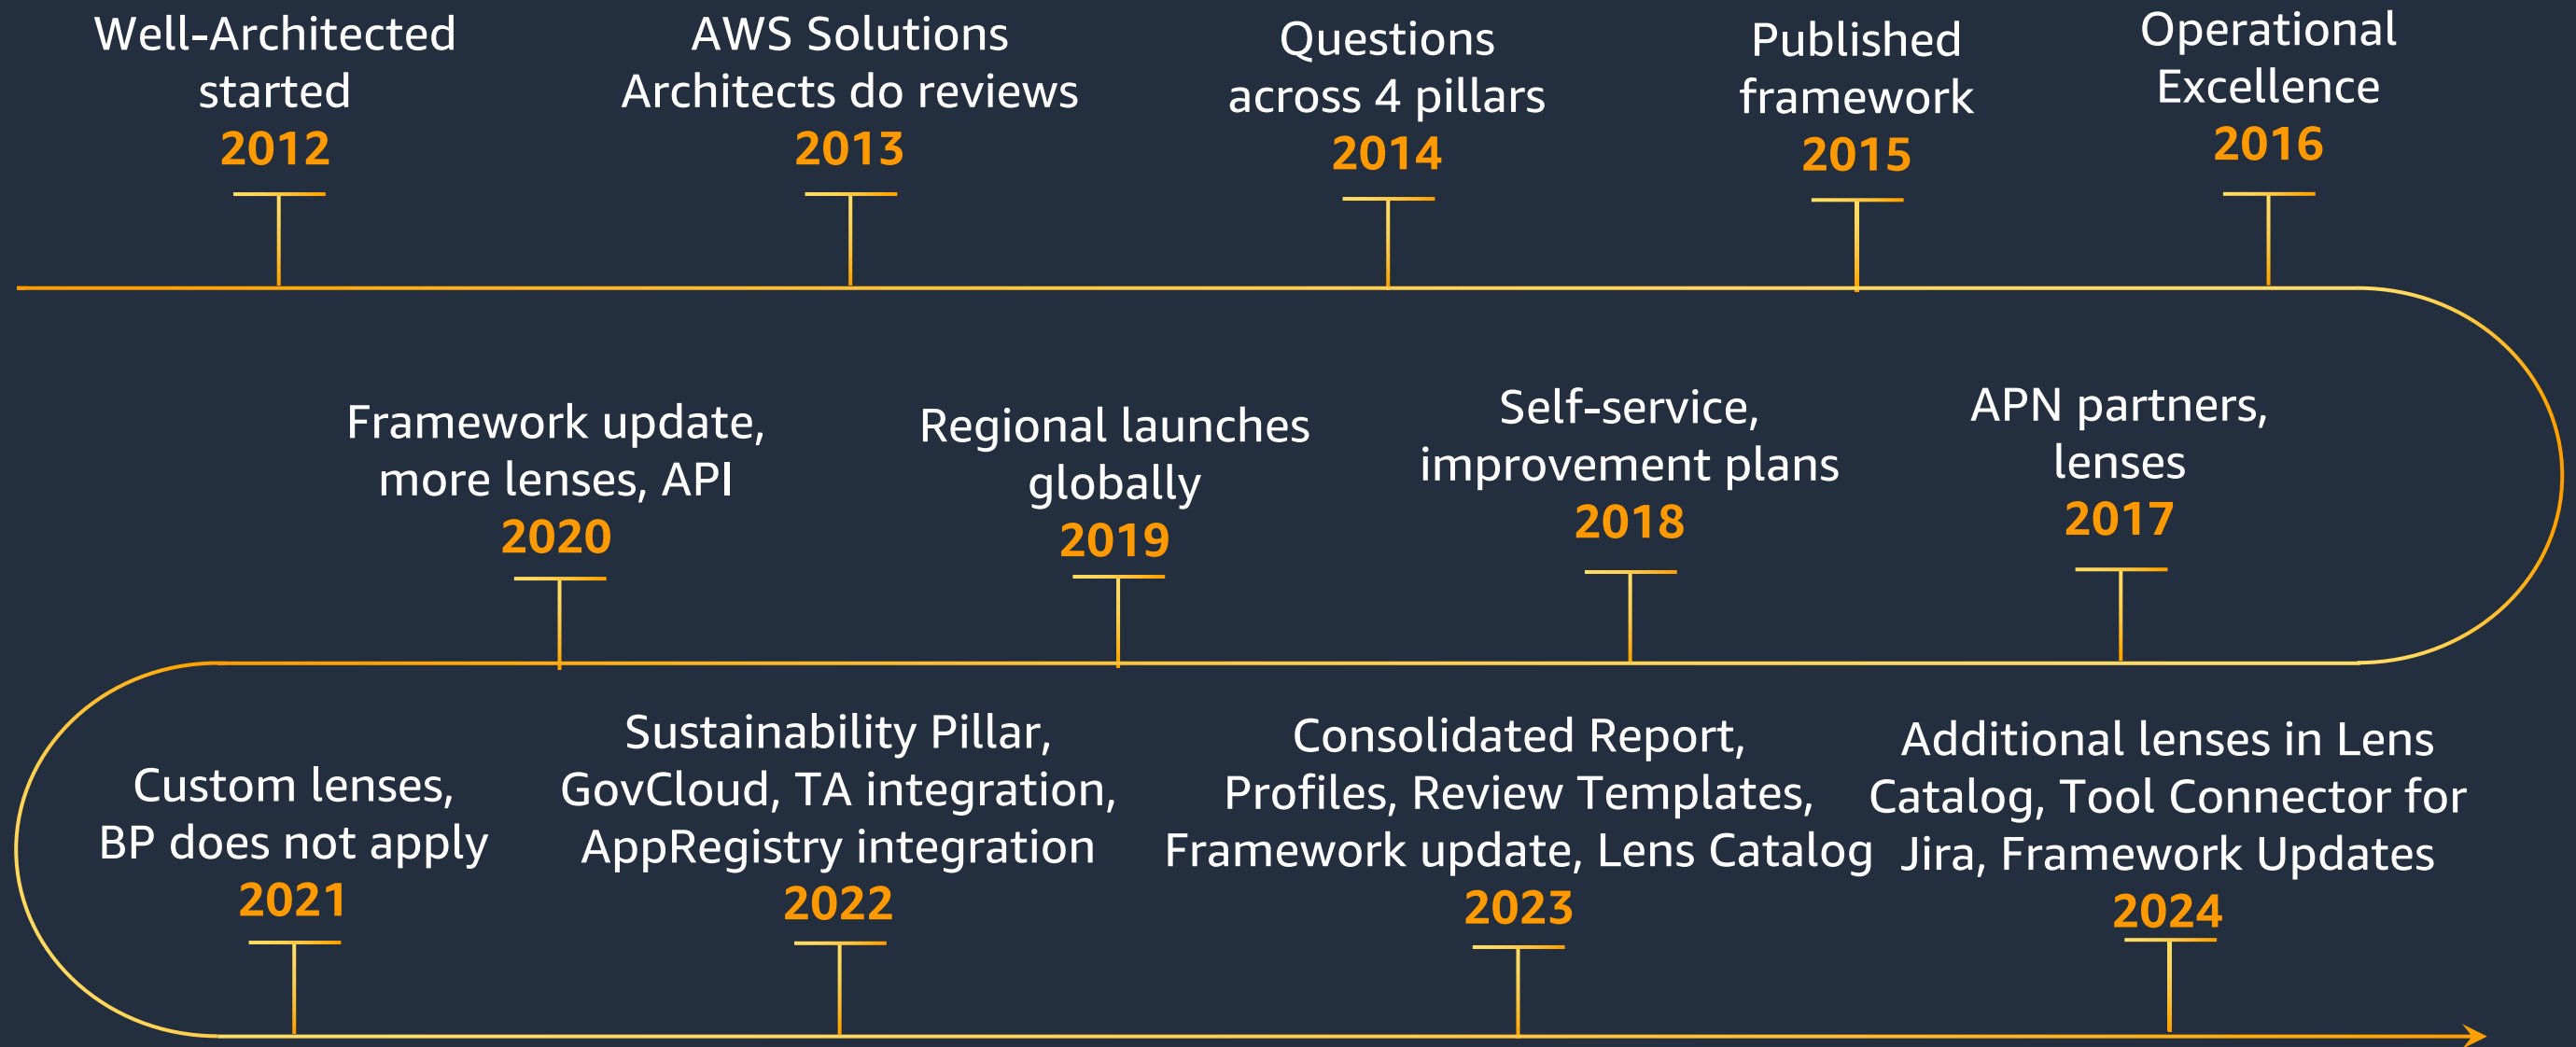 Well-Architected
started
2012
AWS Solutions
Architects do reviews
2013
Questions
across 4 pillars
2014
Published
framework
2015
Operational
Excellence
2016
APN partners,
lenses
2017
Self-service,
improvement plans
2018
Regional launches
globally
2019
Framework update,
more lenses, API
2020
Custom lenses,
BP does not apply
2021
Sustainability Pillar,
GovCloud, TA integration,
AppRegistry integration
2022
Consolidated Report,
Profiles, Review Templates,
Framework update, Lens Catalog
2023
Additional lenses in Lens
Catalog, Tool Connector for
Jira, Framework Updates
2024